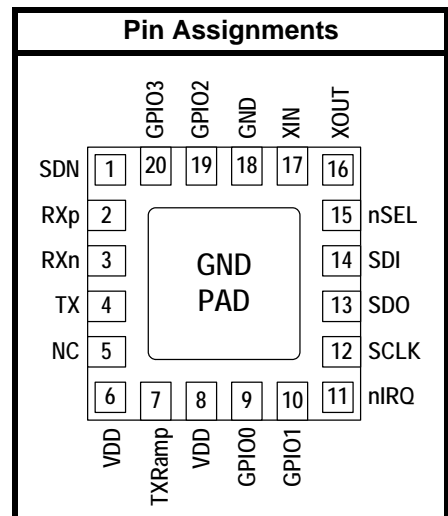 Pin Assignments
GPIO3
GPIO2
GND
XIN
XOUT
SDN 1 20 19 18 17 16
RXp 2 15 nSEL
RXn 3 14 SDI
GND
PAD
TX 4 13 SDO
NC 5 12 SCLK
6 7 8 9 10 11 nIRQ
VDD
TXRamp
VDD
GPIO0
GPIO1